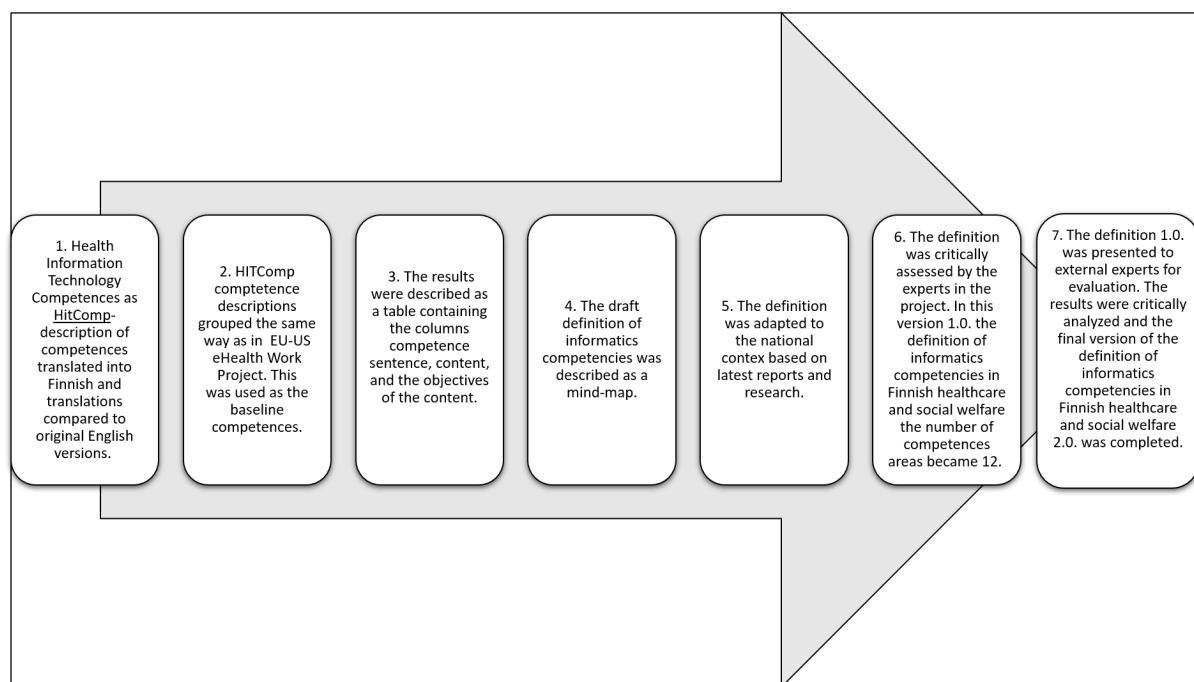 1. Health
Information
Technology
Competences as
HitComp-
description of
competences
translated into
Finnish and
translations
compared to
original English
versions.
2. HITComp
comptetence
descriptions
grouped the same
way as in EU-US
eHealth Work
Project. This
was used as the
baseline
competences.
3. The results
were described as
a table containing
the columns
competence
sentence, content,
and the objectives
of the content.
4. The draft
definition of
informatics
competencies was
described as a
mind-map.
5. The definition
was adapted to
the national
contex based on
latest reports and
research.
6. The definition
was critically
assessed by the
experts in the
project. In this
version 1.0. the
definition of
informatics
competencies in
Finnish healthcare
and social welfare
the number of
competences
areas became 12.
7. The definition 1.0.
was presented to
external experts for
evaluation. The
results were critically
analyzed and the
final version of the
definition of
informatics
competencies in
Finnish healthcare
and social welfare
2.0. was completed.